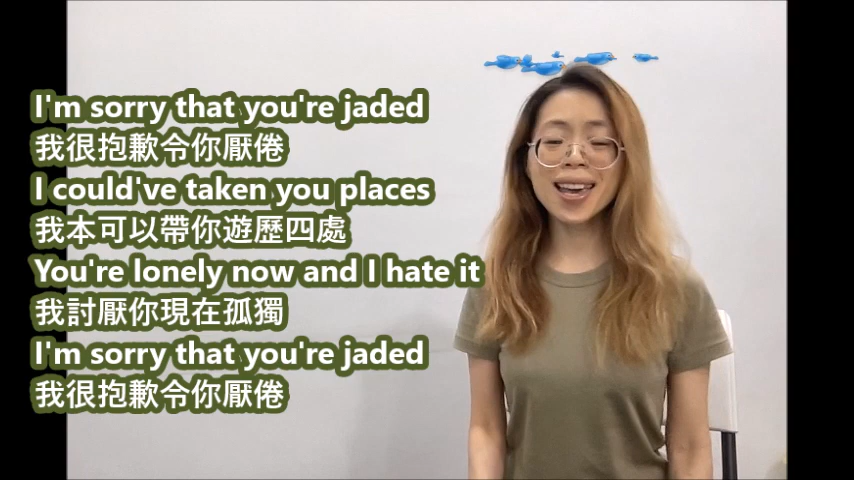 I'm sorry that you're jaded
我很抱歉令你厭倦
I could've taken you places
我本可以帶你遊歷四處
You're lonely now and I hate it
我討厭你現在孤獨
I'm sorry that you're jaded
我很抱歉令你厭倦